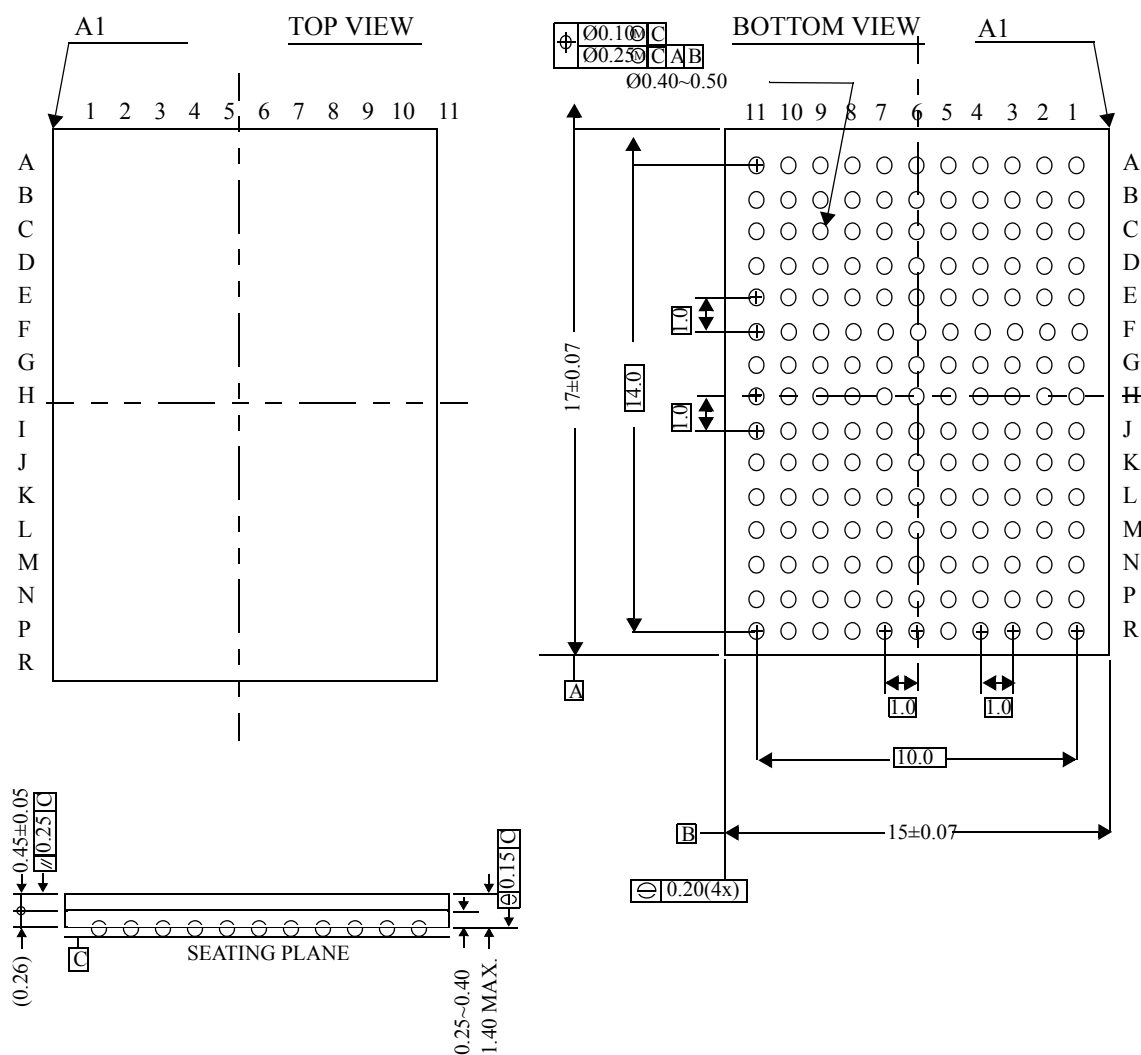 A1
TOP VIEW
Ø0.10Ⓜ C
Ø0.25Ⓜ C A B
BOTTOM VIEW
A1
Ø0.40~0.50
1 2 3 4 5 6 7 8 9 10 11
11 10 9 8 7 6 5 4 3 2 1
A
B
C
D
E
F
G
H
I
J
K
L
M
N
P
R
17±0.07
14.0
1.0
1.0
A
B
C
D
E
F
G
H
J
K
L
M
N
P
R
A
1.0
1.0
10.0
B
15±0.07
0.20(4x)
0.45±0.05
// 0.25 C
0.15 C
C
SEATING PLANE
(0.26)
0.25~0.40
1.40 MAX.